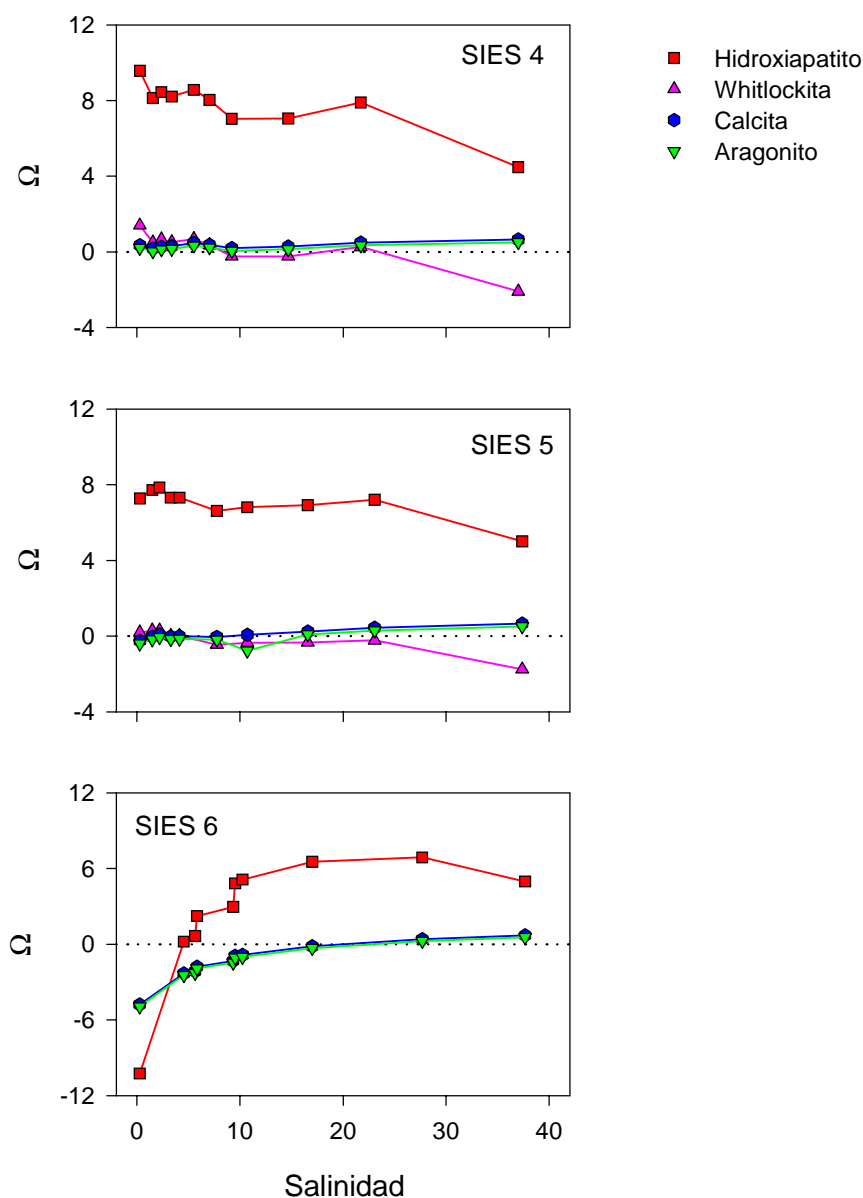 12
8
4
0
-4
Ω
SIES 4
Hidroxiapatito
Whitlockita
Calcita
Aragonito
12
8
4
0
-4
Ω
SIES 5
12
6
0
-6
-12
Ω
SIES 6
0 10 20 30 40
Salinidad